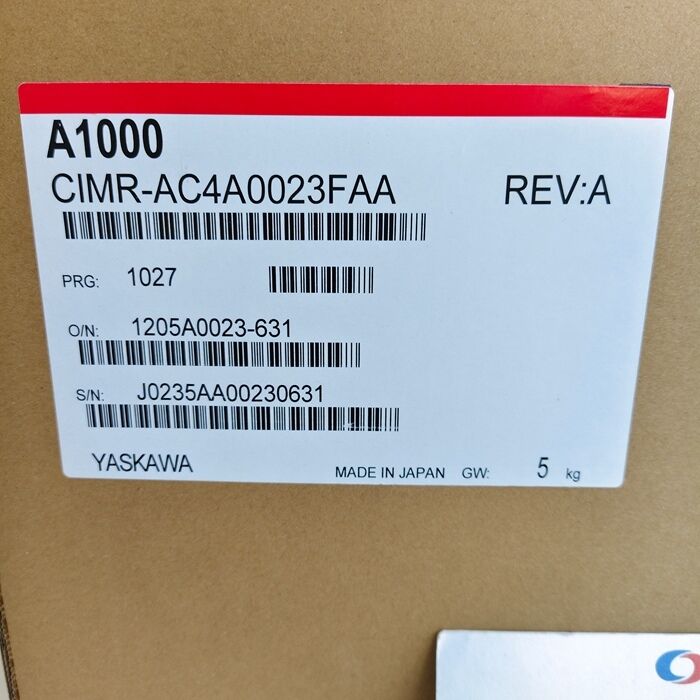 A1000
CIMR-AC4A0023FAA REV:A
PRG: 1027
O/N: 1205A0023-631
S/N: J0235AA00230631
YASKAWA MADE IN JAPAN GW: 5 kg